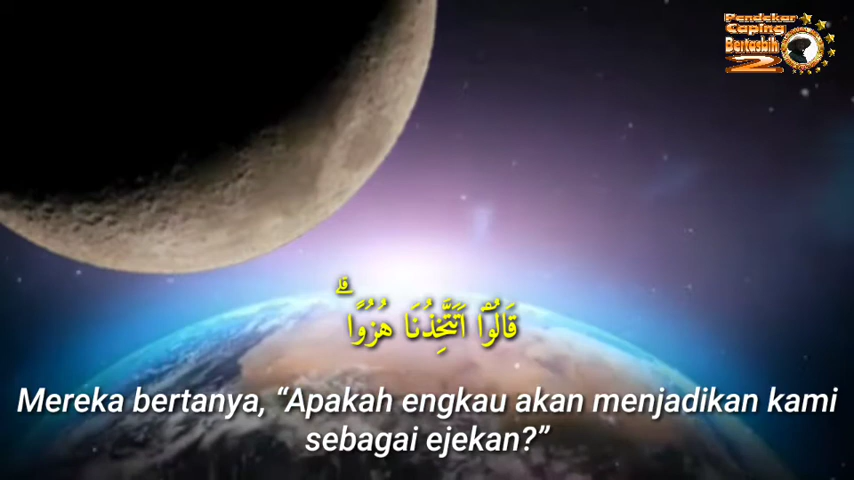 Pendekar
Caping
Bertasbih
2
قَالُوْٓا اَتَتَّخِذُنَا هُزُوًا ۗ
Mereka bertanya, “Apakah engkau akan menjadikan kami
sebagai ejekan?”